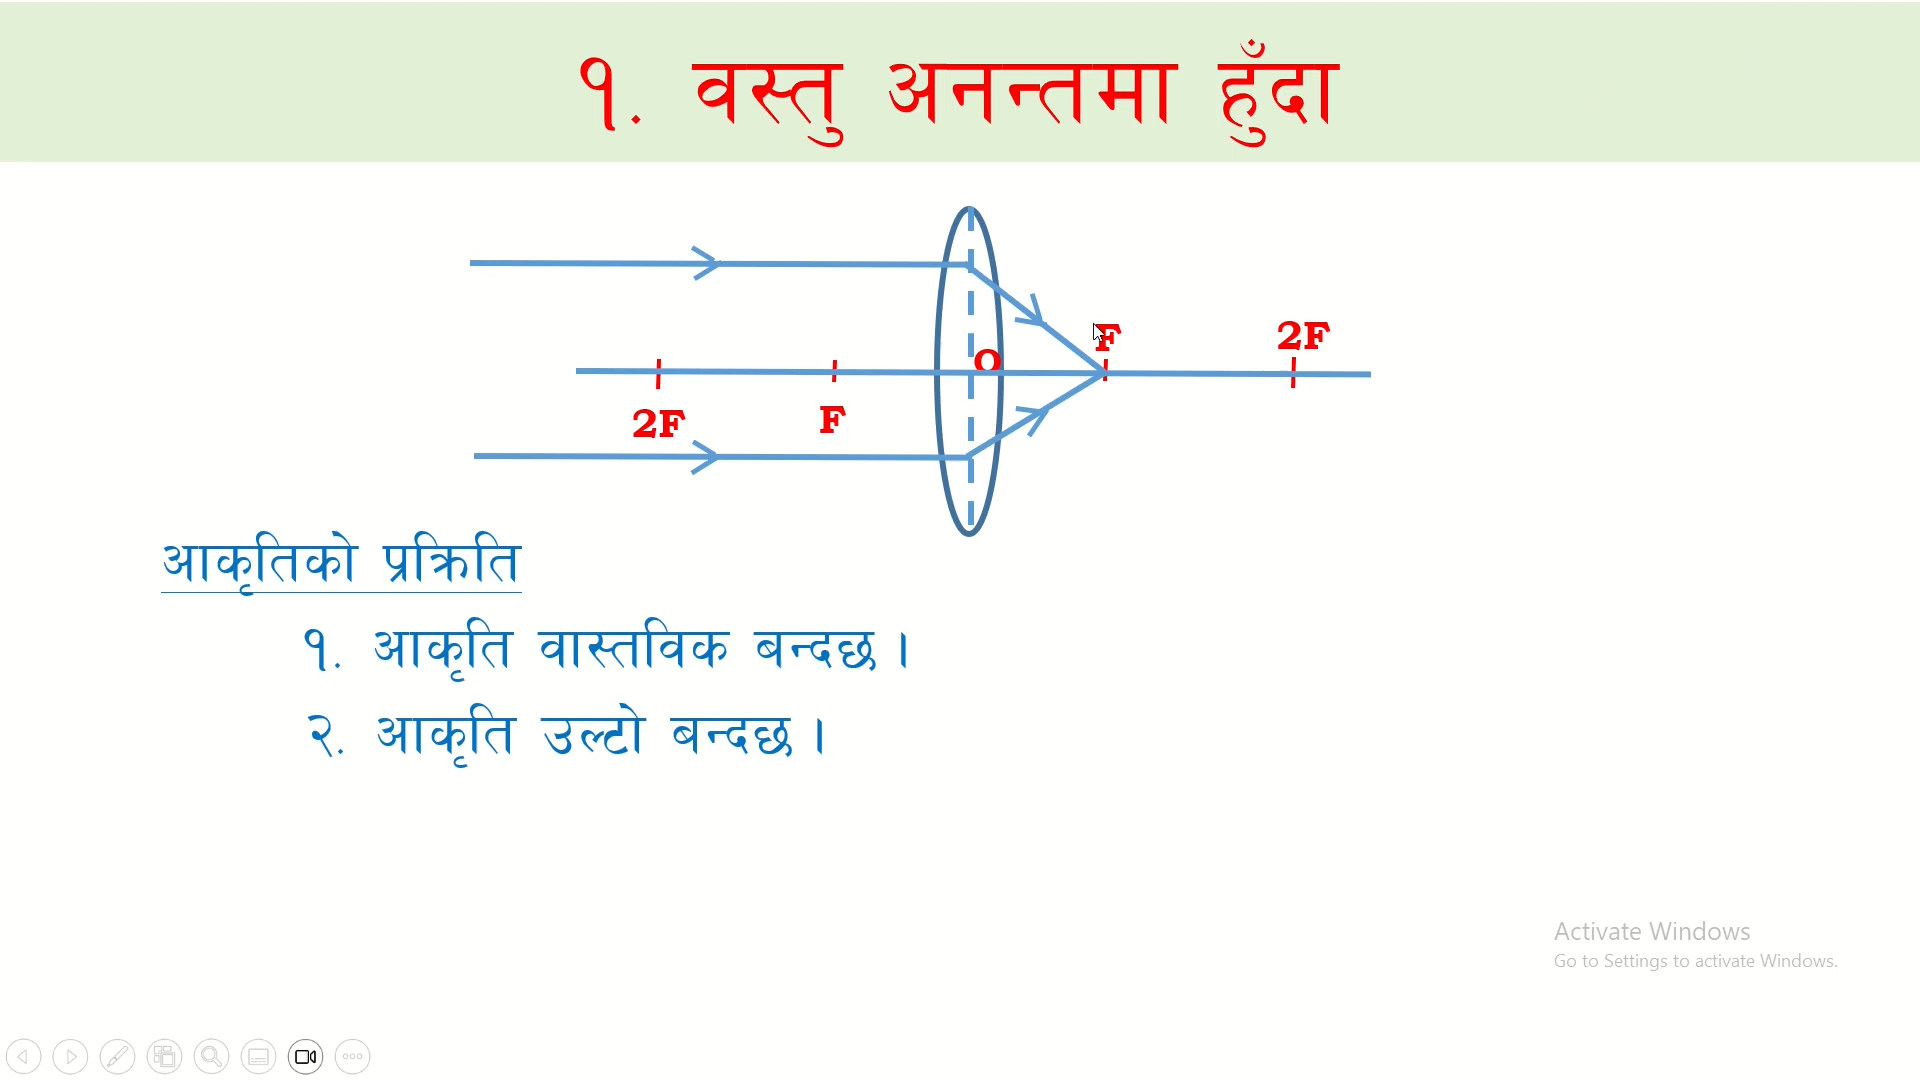 १. वस्तु अनन्तमा हुँदा
F
2F
O
2F
F
आकृतिको प्रक्रिति
१. आकृति वास्तविक बन्दछ ।
२. आकृति उल्टो बन्दछ ।
Activate Windows
Go to Settings to activate Windows.